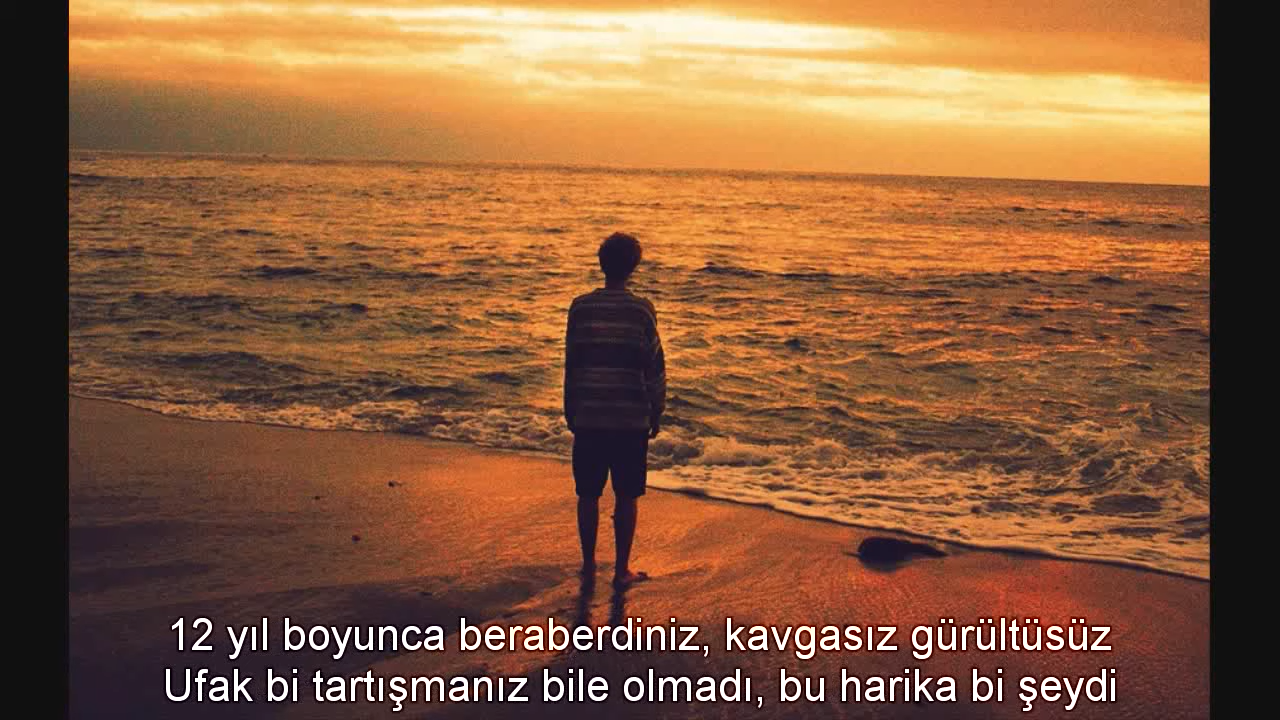 12 yıl boyunca beraberdiniz, kavgasız gürültüsüz
Ufak bi tartışmanız bile olmadı, bu harika bi şeydi